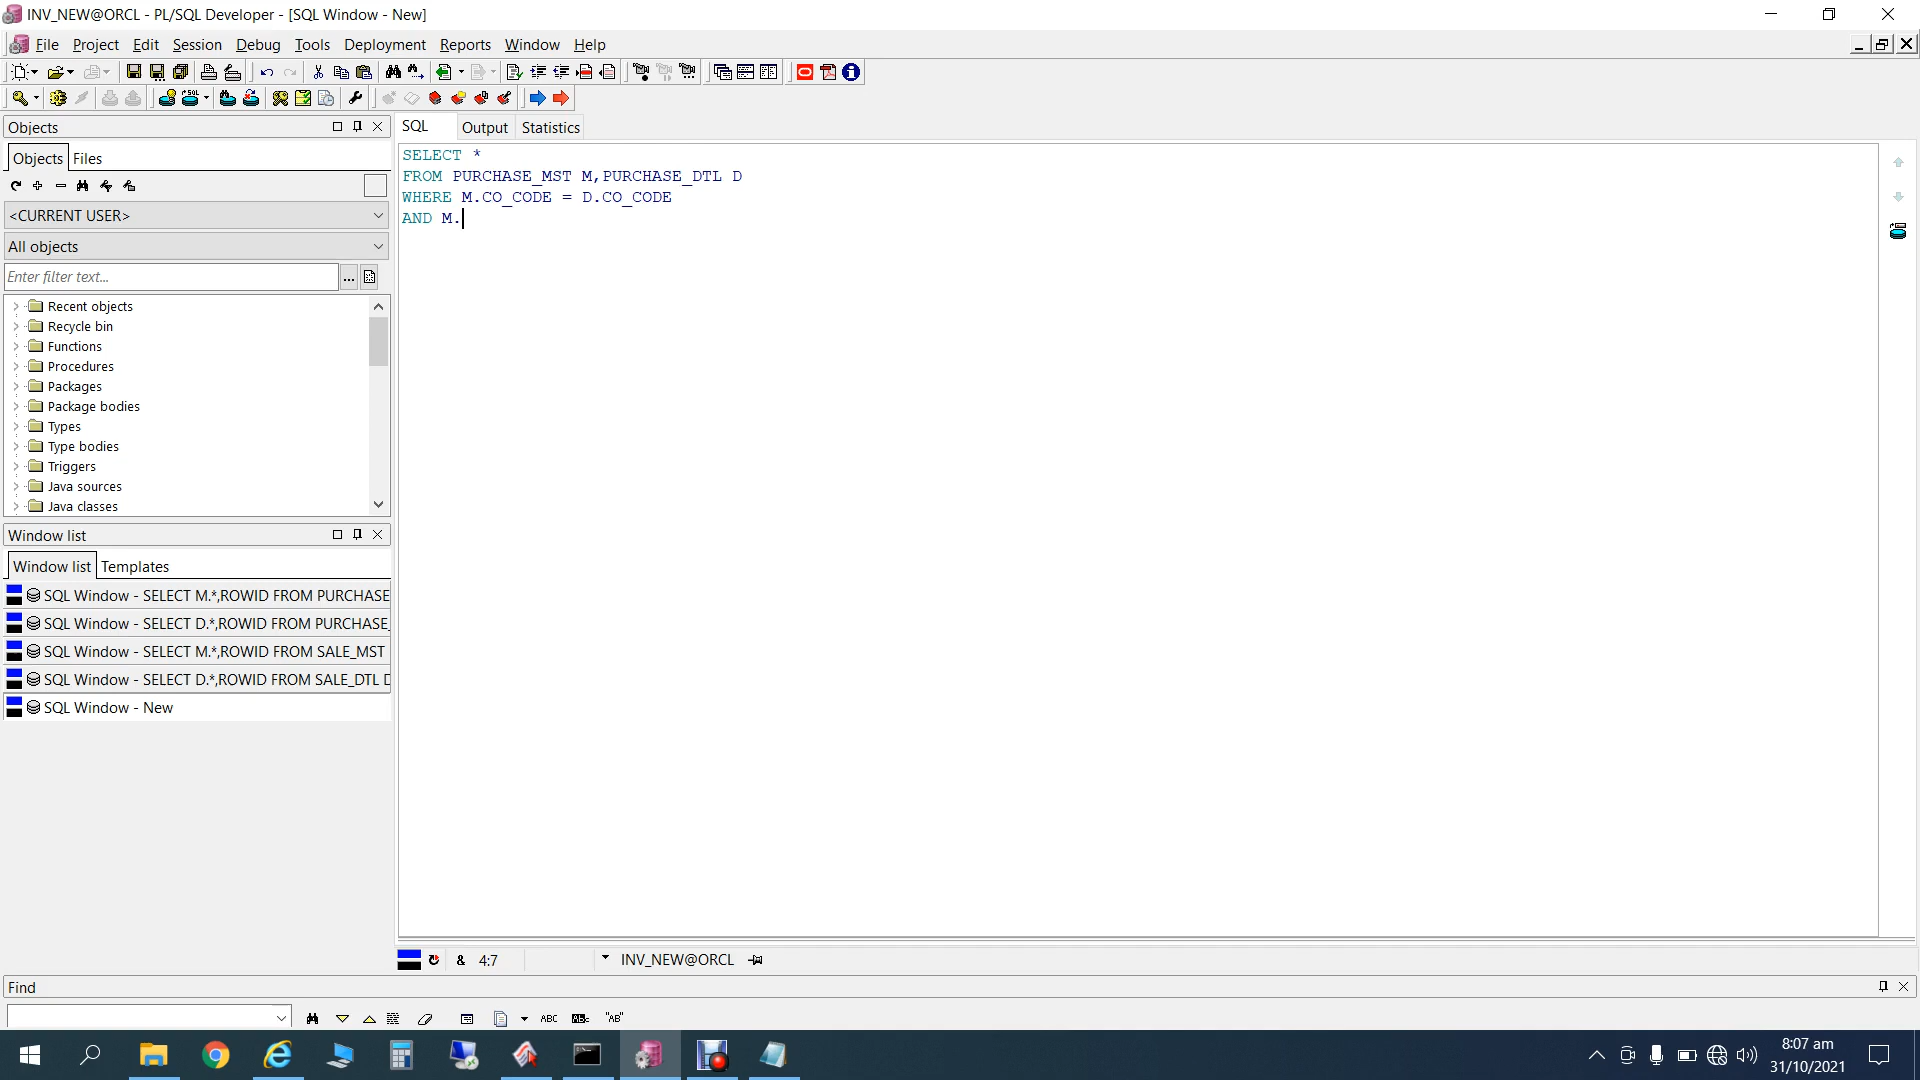 INV_NEW@ORCL - PL/SQL Developer - [SQL Window - New]
File Project Edit Session Debug Tools Deployment Reports Window Help
Objects
SQL Output Statistics
Objects Files
<CURRENT USER>
All objects
Enter filter text...
Recent objects
Recycle bin
Functions
Procedures
Packages
Package bodies
Types
Type bodies
Triggers
Java sources
Java classes
SELECT *
FROM PURCHASE_MST M,PURCHASE_DTL D
WHERE M.CO_CODE = D.CO_CODE
AND M.
Window list
Window list Templates
SQL Window - SELECT M.*,ROWID FROM PURCHASE
SQL Window - SELECT D.*,ROWID FROM PURCHASE_
SQL Window - SELECT M.*,ROWID FROM SALE_MST
SQL Window - SELECT D.*,ROWID FROM SALE_DTL D
SQL Window - New
& 4:7 INV_NEW@ORCL
Find
ABC "AB"
8:07 am
31/10/2021